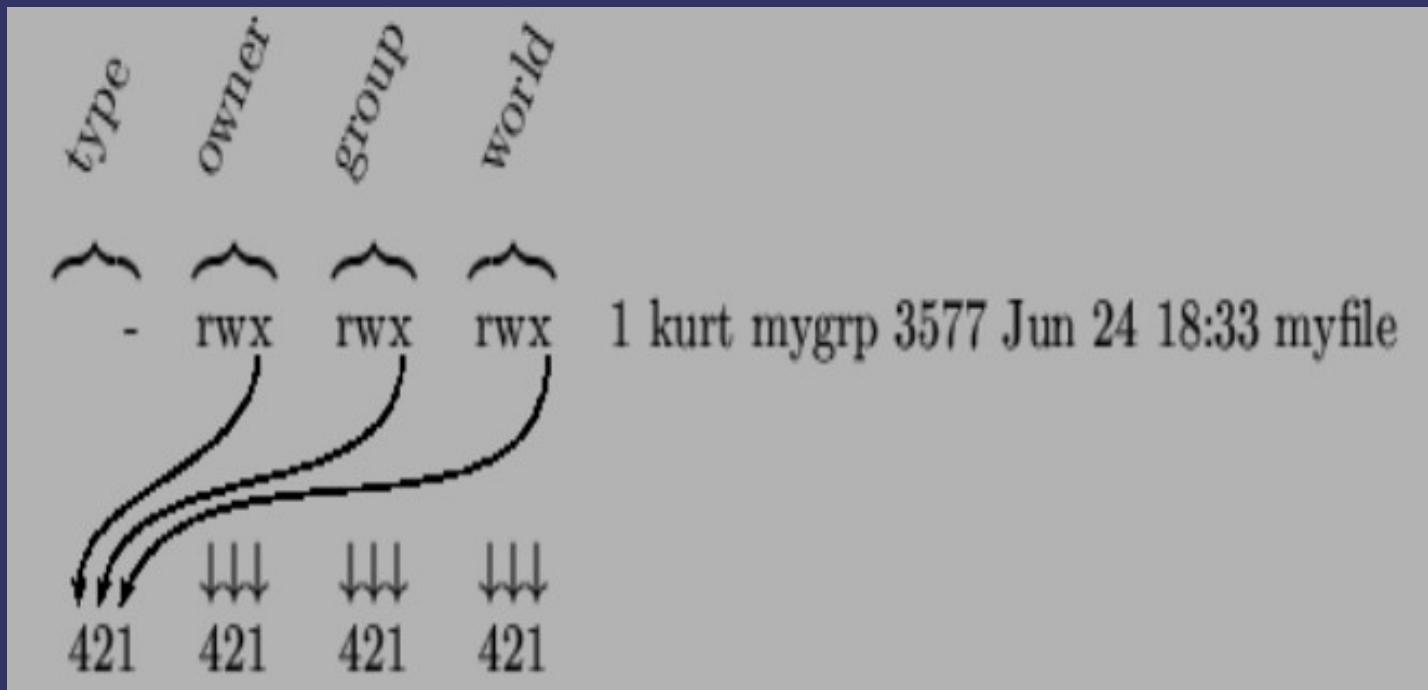 type owner group world
- rwx rwx rwx 1 kurt mygrp 3577 Jun 24 18:33 myfile
421 421 421 421